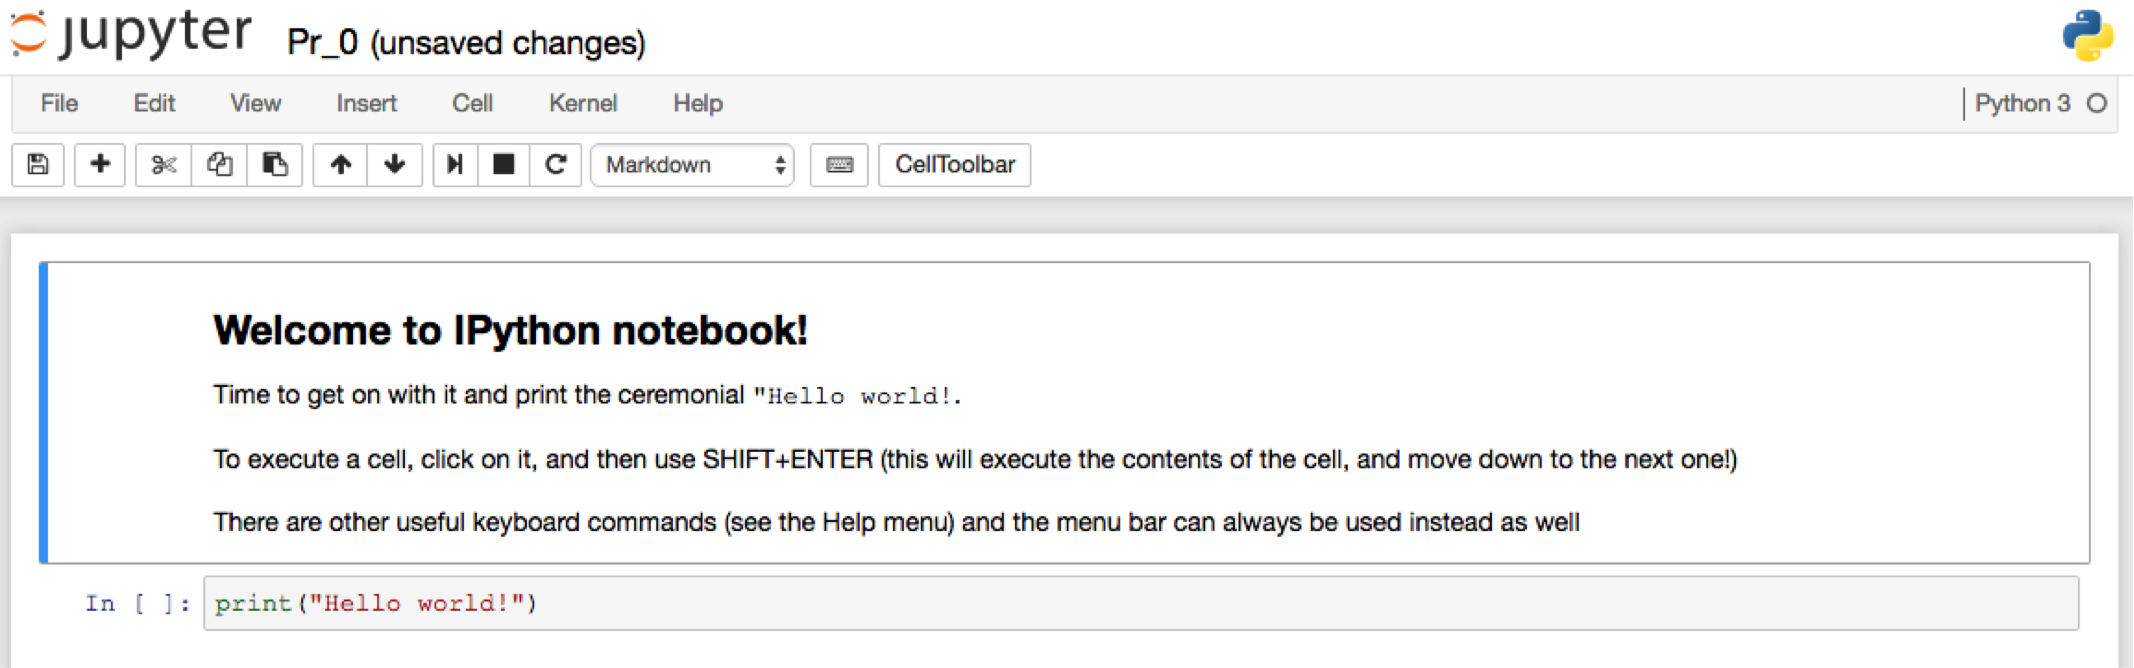 jupyter Pr_0 (unsaved changes)
File Edit View Insert Cell Kernel Help Python 3
Markdown CellToolbar
Welcome to IPython notebook!
Time to get on with it and print the ceremonial "Hello world!.
To execute a cell, click on it, and then use SHIFT+ENTER (this will execute the contents of the cell, and move down to the next one!)
There are other useful keyboard commands (see the Help menu) and the menu bar can always be used instead as well
In [ ]: print("Hello world!")